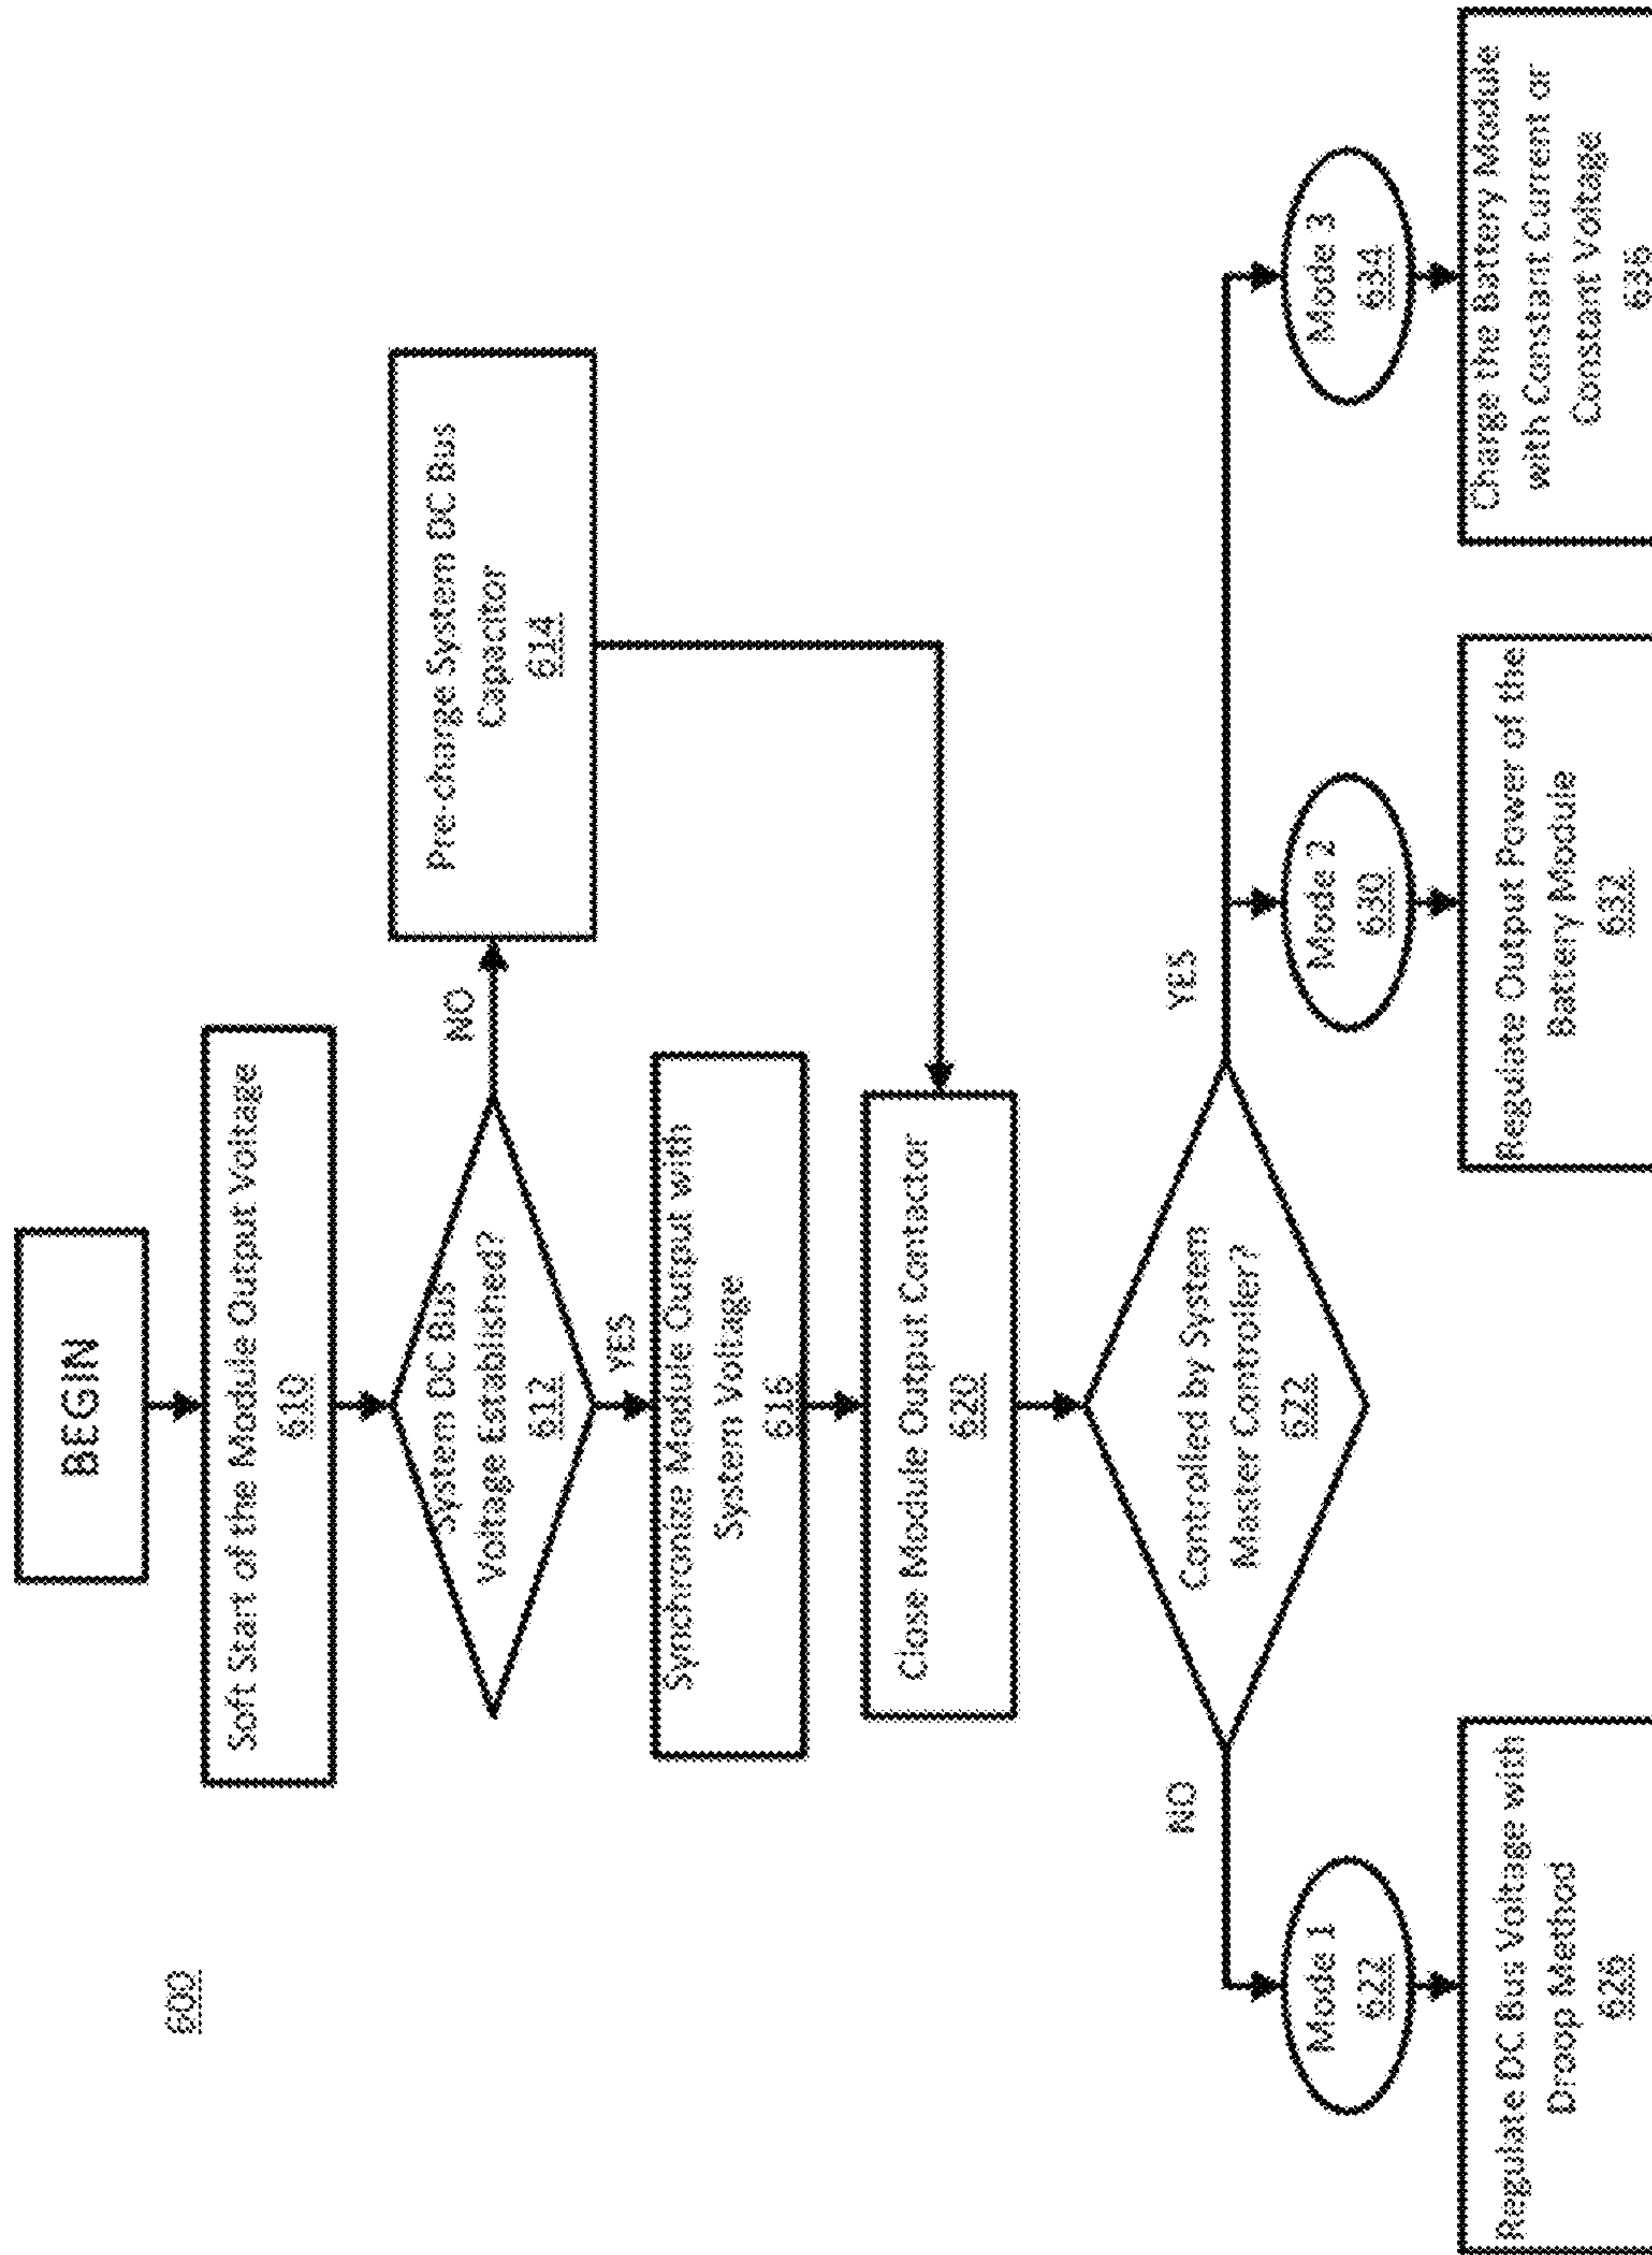 600
BEGIN
Soft Start of the Module Output Voltage
610
System DC Bus
Voltage Established?
612
NO
Pre-charge System DC Bus
Capacitor
614
YES
Synchronize Module Output with
System Voltage
616
Close Module Output Contactor
620
Controlled by System
Master Controller?
622
NO
YES
Mode 1
622
Mode 2
630
Mode 3
634
Regulate DC Bus Voltage with
Droop Method
626
Regulate Output Power of the
Battery Module
632
Charge the Battery Module
with Constant Current or
Constant Voltage
636